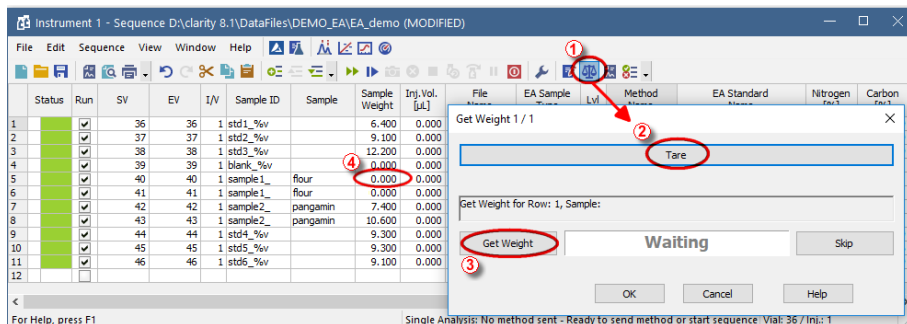 Instrument 1 - Sequence D:\clarity 8.1\DataFiles\DEMO_EA\EA_demo (MODIFIED)
File Edit Sequence View Window Help
1
Status Run SV EV I/V Sample ID Sample Sample Weight Inj.Vol. [µL] File Name EA Sample Type Lvl Method Name EA Standard Name Nitrogen [%] Carbon [%]
1 36 36 1 std1_%v 6.400 0.000
2 37 37 1 std2_%v 9.100 0.000
3 38 38 1 std3_%v 12.200 0.000
4 39 39 1 blank_%v 0.000 0.000
4
5 40 40 1 sample1_ flour 0.000 0.000
6 41 41 1 sample1_ flour 0.000 0.000
7 42 42 1 sample2_ pangamin 7.400 0.000
8 43 43 1 sample2_ pangamin 10.600 0.000
9 44 44 1 std4_%v 9.300 0.000
10 45 45 1 std5_%v 9.300 0.000
11 46 46 1 std6_%v 9.100 0.000
12
Get Weight 1 / 1
2
Tare
Get Weight for Row: 1, Sample:
Get Weight Waiting Skip
3
OK Cancel Help
For Help, press F1 Single Analysis: No method sent - Ready to send method or start sequence Vial: 36 / Inj.: 1